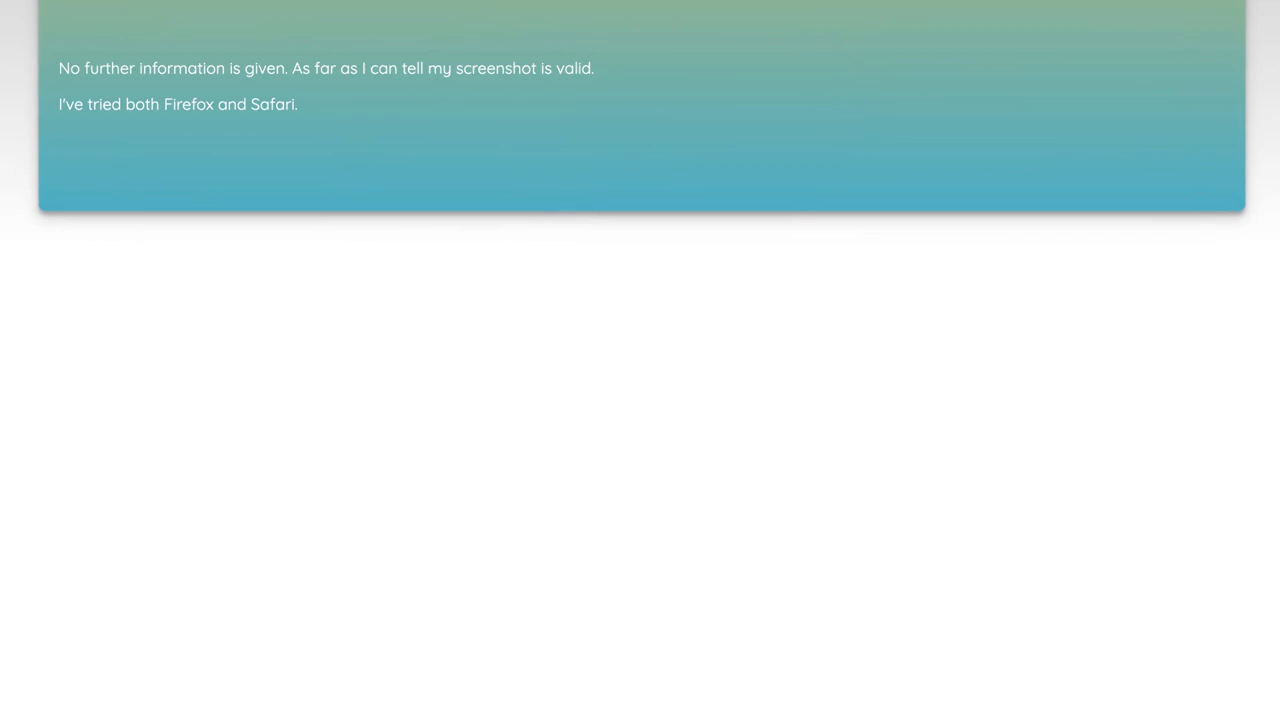 No further information is given. As far as I can tell my screenshot is valid.
I've tried both Firefox and Safari.